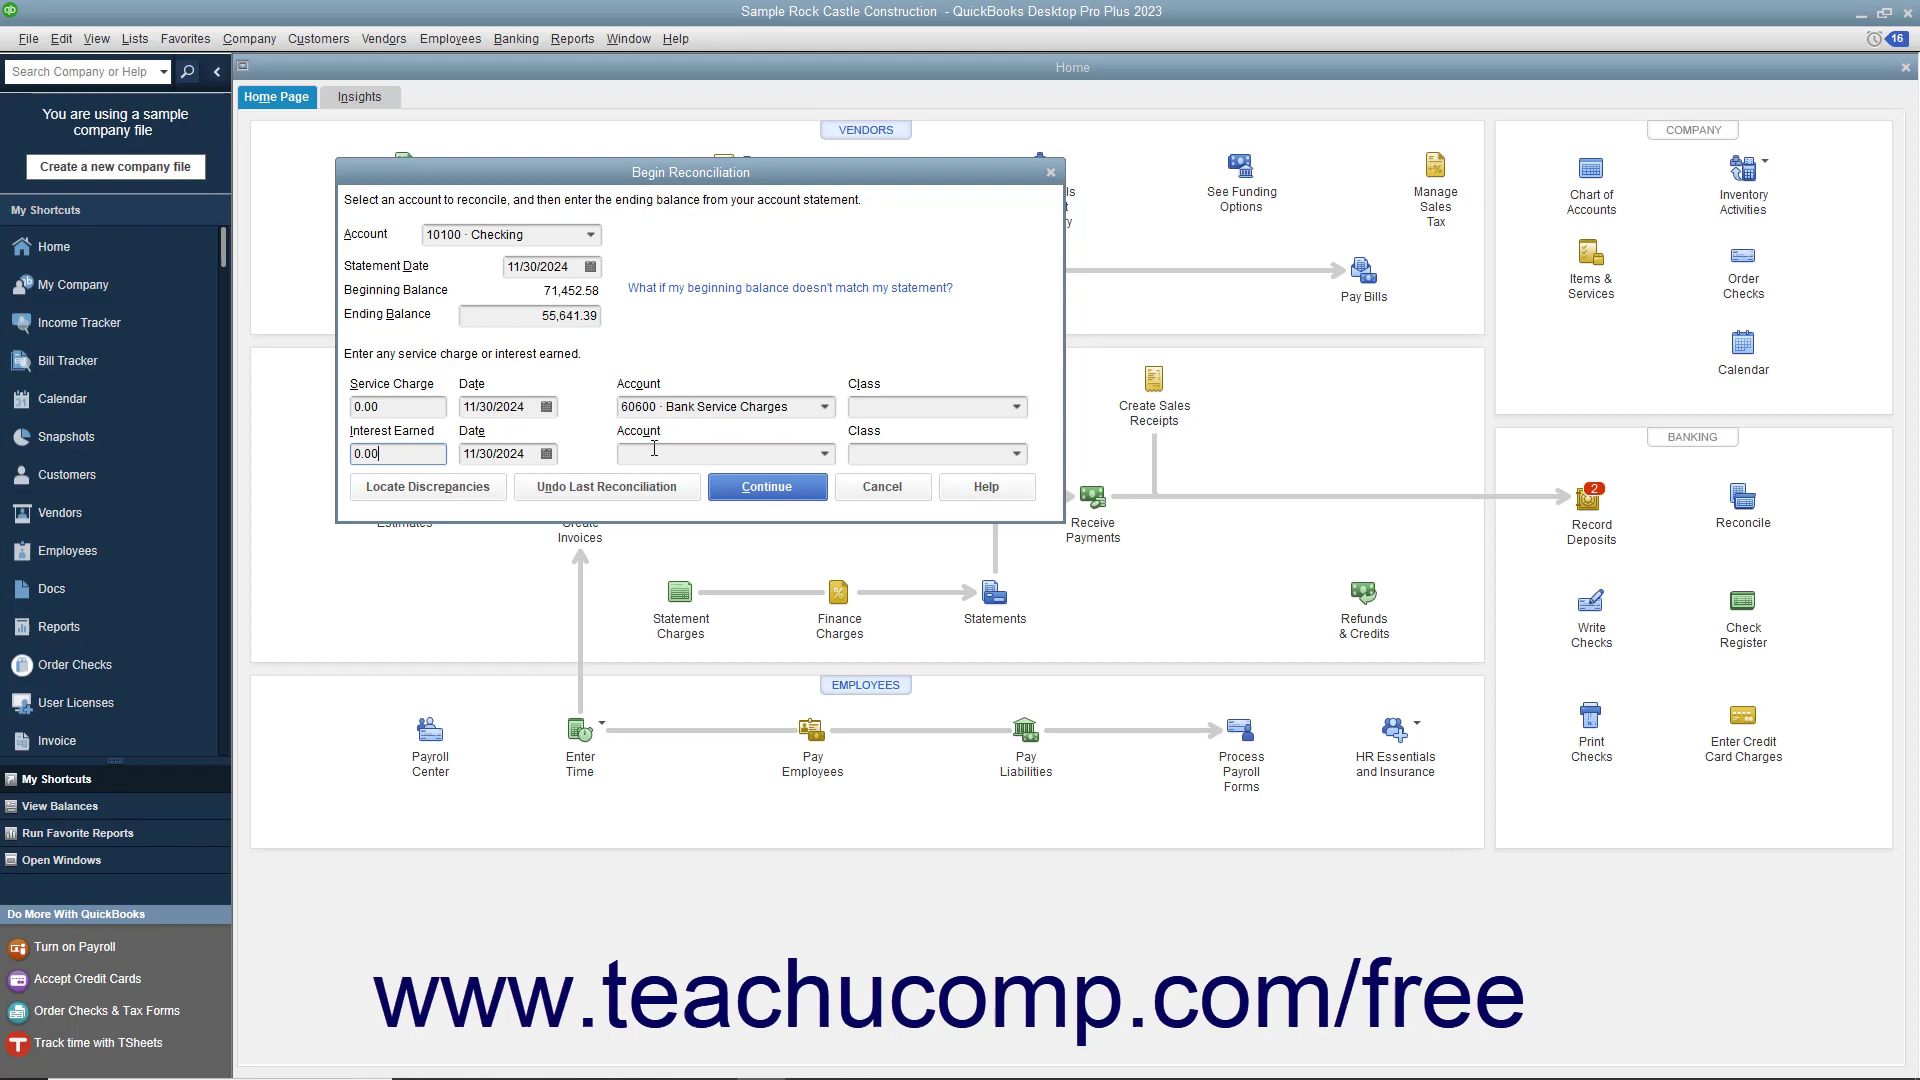 Sample Rock Castle Construction - QuickBooks Desktop Pro Plus 2023
File Edit View Lists Favorites Company Customers Vendors Employees Banking Reports Window Help
16
Search Company or Help
Home
Home Page
Insights
You are using a sample
company file
Create a new company file
My Shortcuts
Home
My Company
Income Tracker
Bill Tracker
Calendar
Snapshots
Customers
Vendors
Employees
Docs
Reports
Order Checks
User Licenses
Invoice
My Shortcuts
View Balances
Run Favorite Reports
Open Windows
Do More With QuickBooks
Turn on Payroll
Accept Credit Cards
Order Checks & Tax Forms
Track time with TSheets
VENDORS
See Funding
Options
Manage
Sales
Tax
Pay Bills
Begin Reconciliation
Select an account to reconcile, and then enter the ending balance from your account statement.
Account 10100 · Checking
Statement Date 11/30/2024
Beginning Balance 71,452.58 What if my beginning balance doesn't match my statement?
Ending Balance 55,641.39
Enter any service charge or interest earned.
Service Charge Date Account Class
0.00 11/30/2024 60600 · Bank Service Charges
Interest Earned Date Account Class
0.00 11/30/2024
Locate Discrepancies Undo Last Reconciliation Continue Cancel Help
Create Sales
Receipts
Estimates
Create
Invoices
Receive
Payments
Statement
Charges
Finance
Charges
Statements
Refunds
& Credits
EMPLOYEES
Payroll
Center
Enter
Time
Pay
Employees
Pay
Liabilities
Process
Payroll
Forms
HR Essentials
and Insurance
COMPANY
Chart of
Accounts
Inventory
Activities
Items &
Services
Order
Checks
Calendar
BANKING
2
Record
Deposits
Reconcile
Write
Checks
Check
Register
Print
Checks
Enter Credit
Card Charges
www.teachucomp.com/free